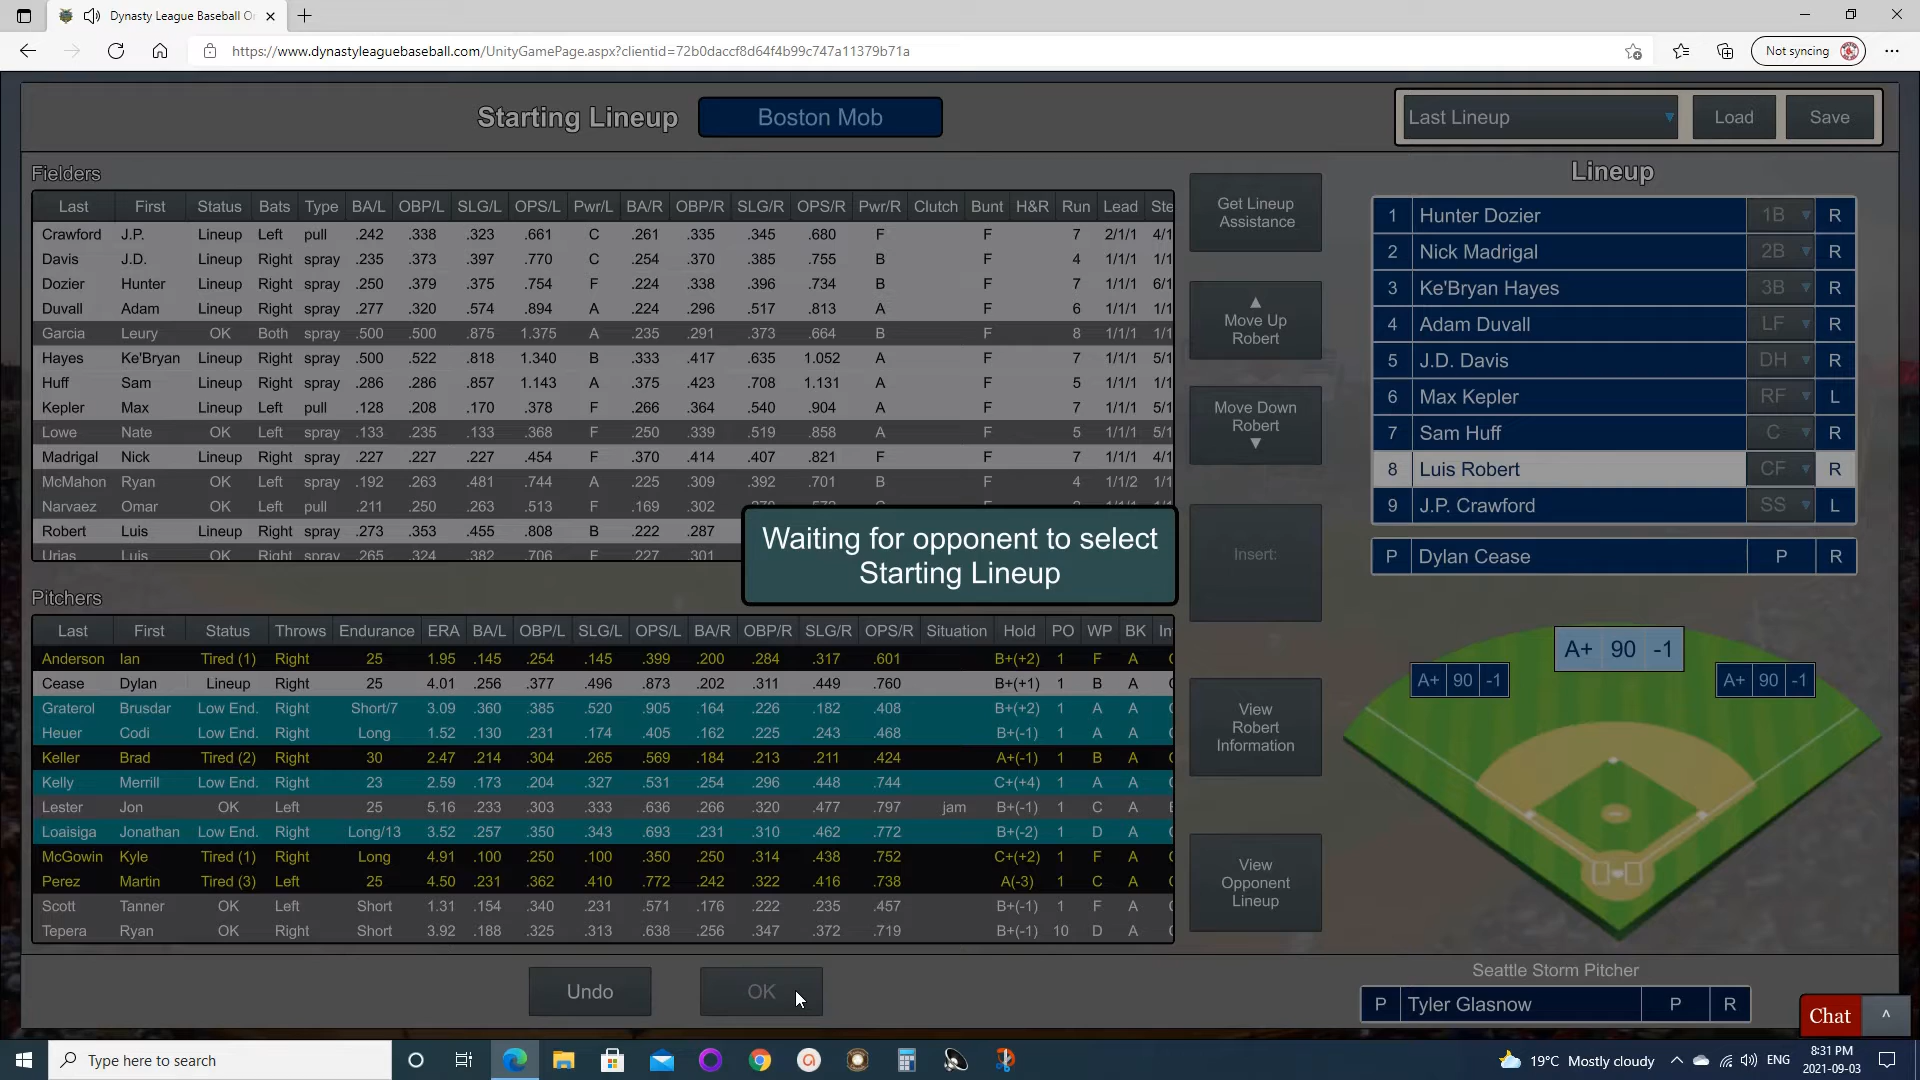 Dynasty League Baseball On
https://www.dynastyleaguebaseball.com/UnityGamePage.aspx?clientid=72b0daccf8d64f4b99c747a11379b71a
Not syncing
Starting Lineup Boston Mob
Last Lineup Load Save
Fielders
Last First Status Bats Type BA/L OBP/L SLG/L OPS/L Pwr/L BA/R OBP/R SLG/R OPS/R Pwr/R Clutch Bunt H&R Run Lead Ste
Crawford J.P. Lineup Left pull .242 .338 .323 .661 C .261 .335 .345 .680 F F 7 2/1/1 4/1
Davis J.D. Lineup Right spray .235 .373 .397 .770 C .254 .370 .385 .755 B F 4 1/1/1 1/1
Dozier Hunter Lineup Right spray .250 .379 .375 .754 F .224 .338 .396 .734 B F 7 1/1/1 6/1
Duvall Adam Lineup Right spray .277 .320 .574 .894 A .224 .296 .517 .813 A F 6 1/1/1 1/1
Garcia Leury OK Both spray .500 .500 .875 1.375 A .235 .291 .373 .664 B F 8 1/1/1 1/1
Hayes Ke'Bryan Lineup Right spray .500 .522 .818 1.340 B .333 .417 .635 1.052 A F 7 1/1/1 5/1
Huff Sam Lineup Right spray .286 .286 .857 1.143 A .375 .423 .708 1.131 A F 5 1/1/1 1/1
Kepler Max Lineup Left pull .128 .208 .170 .378 F .266 .364 .540 .904 A F 7 1/1/1 5/1
Lowe Nate OK Left spray .133 .235 .133 .368 F .250 .339 .519 .858 A F 5 1/1/1 5/1
Madrigal Nick Lineup Right spray .227 .227 .227 .454 F .370 .414 .407 .821 F F 7 1/1/1 4/1
McMahon Ryan OK Left spray .192 .263 .481 .744 A .225 .309 .392 .701 B F 4 1/1/2 1/1
Narvaez Omar OK Left pull .211 .250 .263 .513 F .169 .302
Robert Luis Lineup Right spray .273 .353 .455 .808 B .222 .287
Urias Luis OK Right spray .265 .324 .382 .706 F .227 .301
Waiting for opponent to select
Starting Lineup
Pitchers
Last First Status Throws Endurance ERA BA/L OBP/L SLG/L OPS/L BA/R OBP/R SLG/R OPS/R Situation Hold PO WP BK
Anderson Ian Tired (1) Right 25 1.95 .145 .254 .145 .399 .200 .284 .317 .601 B+(+2) 1 F A
Cease Dylan Lineup Right 25 4.01 .256 .377 .496 .873 .202 .311 .449 .760 B+(+1) 1 B A
Graterol Brusdar Low End. Right Short/7 3.09 .360 .385 .520 .905 .164 .226 .182 .408 B+(+2) 1 A A
Heuer Codi Low End. Right Long 1.52 .130 .231 .174 .405 .162 .225 .243 .468 B+(-1) 1 A A
Keller Brad Tired (2) Right 30 2.47 .214 .304 .265 .569 .184 .213 .211 .424 A+(-1) 1 B A
Kelly Merrill Low End. Right 23 2.59 .173 .204 .327 .531 .254 .296 .448 .744 C+(+4) 1 A A
Lester Jon OK Left 25 5.16 .233 .303 .333 .636 .266 .320 .477 .797 jam B+(-1) 1 C A
Loaisiga Jonathan Low End. Right Long/13 3.52 .257 .350 .343 .693 .231 .310 .462 .772 B+(-2) 1 D A
McGowin Kyle Tired (1) Right Long 4.91 .100 .250 .100 .350 .250 .314 .438 .752 C+(+2) 1 F A
Perez Martin Tired (3) Left 25 4.50 .231 .362 .410 .772 .242 .322 .416 .738 A(-3) 1 C A
Scott Tanner OK Left Short 1.31 .154 .340 .231 .571 .176 .222 .235 .457 B+(-1) 1 F A
Tepera Ryan OK Right Short 3.92 .188 .325 .313 .638 .256 .347 .372 .719 B+(-1) 10 D A
Undo OK
Get Lineup
Assistance
Move Up
Robert
Move Down
Robert
Insert:
View
Robert
Information
View
Opponent
Lineup
Lineup
1 Hunter Dozier 1B R
2 Nick Madrigal 2B R
3 Ke'Bryan Hayes 3B R
4 Adam Duvall LF R
5 J.D. Davis DH R
6 Max Kepler RF L
7 Sam Huff C R
8 Luis Robert CF R
9 J.P. Crawford SS L
P Dylan Cease P R
A+ 90 -1
A+ 90 -1 A+ 90 -1
Seattle Storm Pitcher
P Tyler Glasnow P R
Chat
Type here to search
19°C Mostly cloudy ENG
8:31 PM
2021-09-03